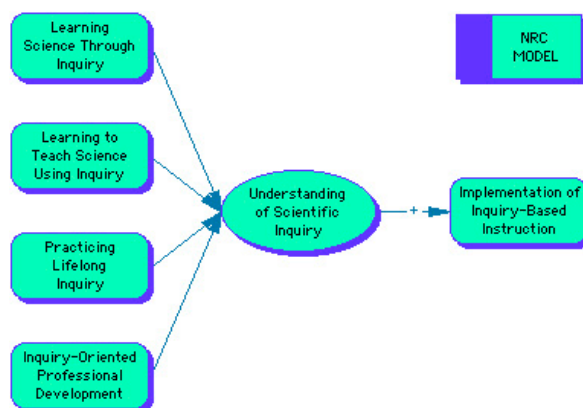 Learning
Science Through
Inquiry
NRC
MODEL
Learning to
Teach Science
Using Inquiry
Understanding
of Scientific
Inquiry
+
Implementation of
Inquiry-Based
Instruction
Practicing
Lifelong
Inquiry
Inquiry-Oriented
Professional
Development